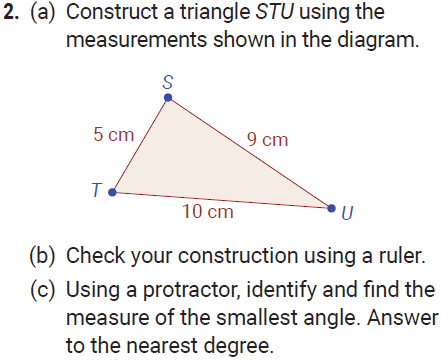 2. (a) Construct a triangle STU using the
measurements shown in the diagram.
S
5 cm
9 cm
T
10 cm
U
(b) Check your construction using a ruler.
(c) Using a protractor, identify and find the
measure of the smallest angle. Answer
to the nearest degree.